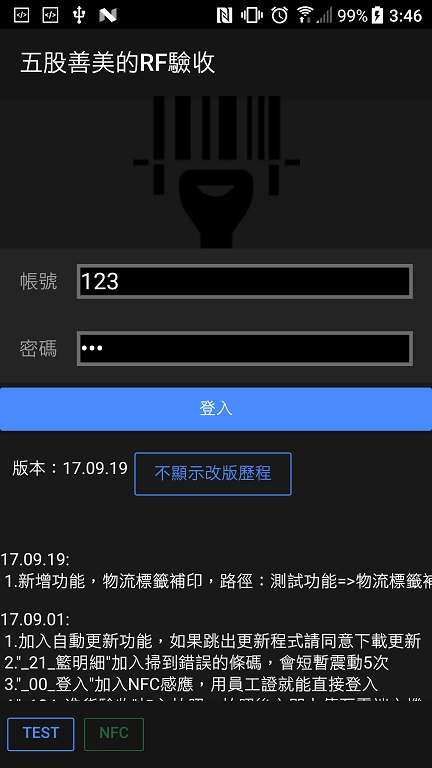 99% 3:46
五股善美的RF驗收
帳號 123
密碼 •••
登入
版本：17.09.19 不顯示改版歷程
17.09.19:
1.新增功能，物流標籤補印，路徑：測試功能=>物流標籤補
17.09.01:
1.加入自動更新功能，如果跳出更新程式請同意下載更新
2."_21_籃明細"加入掃到錯誤的條碼，會短暫震動5次
3."_00_登入"加入NFC感應，用員工證就能直接登入
TEST NFC